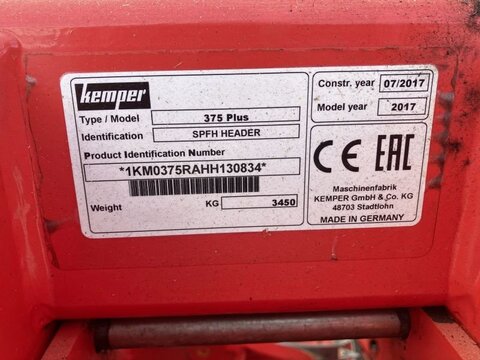 kemper
Type / Model 375 Plus
Identification SPFH HEADER
Product Identification Number
*1KM0375RAHH130834*
Weight KG 3450
Constr. year 07/2017
Model year 2017
CE EAC
Maschinenfabrik
KEMPER GmbH & Co. KG
48703 Stadtlohn
MADE IN GERMANY